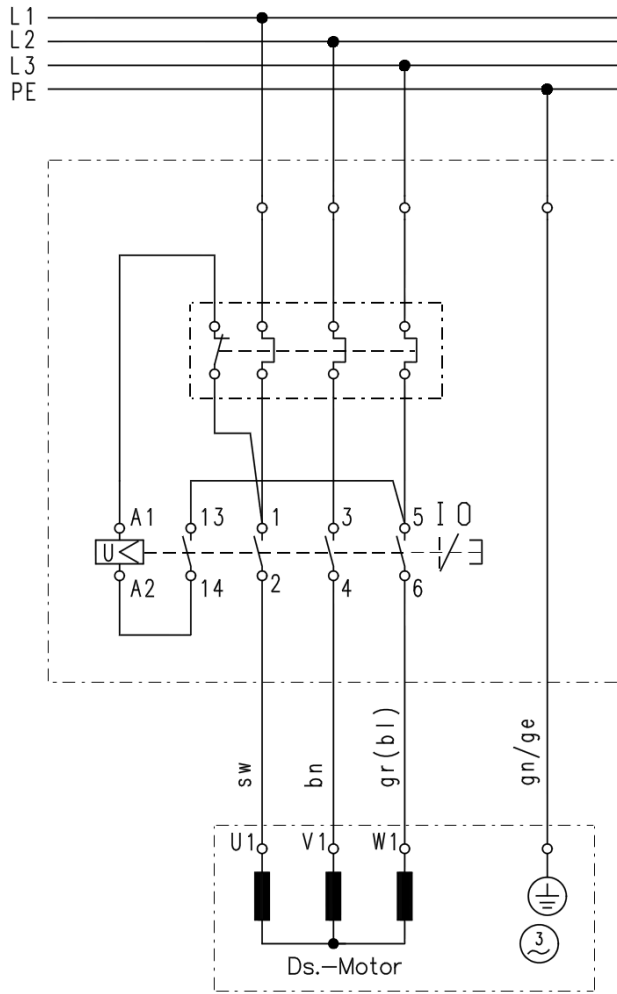 L1
L2
L3
PE
A1 13 1 3 5 I O
U<
A2 14 2 4 6
sw bn gr(bl) gn/ge
U1 V1 W1
3
Ds.-Motor